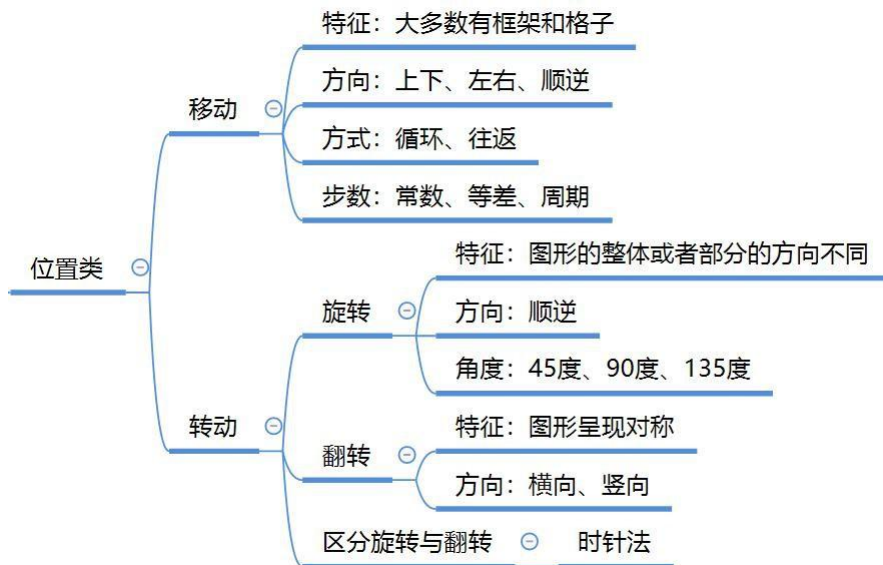 位置类
移动
特征：大多数有框架和格子
方向：上下、左右、顺逆
方式：循环、往返
步数：常数、等差、周期
转动
旋转
特征：图形的整体或者部分的方向不同
方向：顺逆
角度：45度、90度、135度
翻转
特征：图形呈现对称
方向：横向、竖向
区分旋转与翻转
时针法